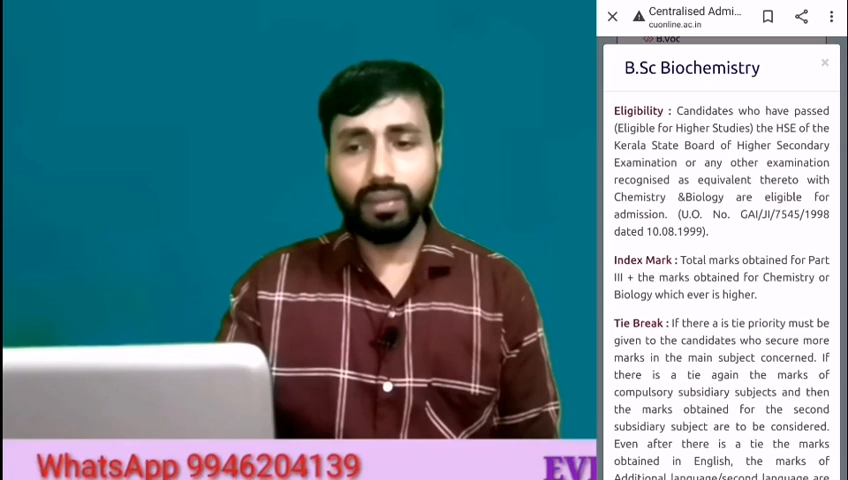 Centralised Admi...
cuonline.ac.in
B.Voc
B.Sc Biochemistry
×
Eligibility : Candidates who have passed
(Eligible for Higher Studies) the HSE of the
Kerala State Board of Higher Secondary
Examination or any other examination
recognised as equivalent thereto with
Chemistry &Biology are eligible for
admission. (U.O. No. GAI/JI/7545/1998
dated 10.08.1999).
Index Mark : Total marks obtained for Part
III + the marks obtained for Chemistry or
Biology which ever is higher.
Tie Break : If there a is tie priority must be
given to the candidates who secure more
marks in the main subject concerned. If
there is a tie again the marks of
compulsory subsidiary subjects and then
the marks obtained for the second
subsidiary subject are to be considered.
Even after there is a tie the marks
obtained in English, the marks of
Additional language/second language are
WhatsApp 9946204139